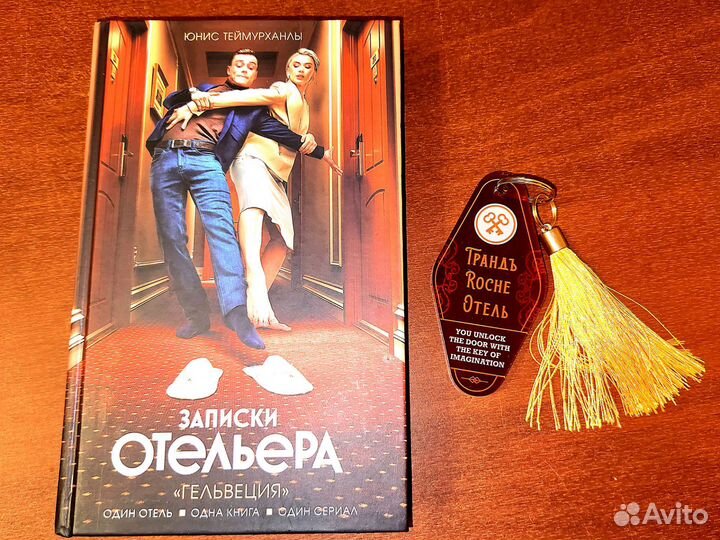 ЮНИС ТЕЙМУРХАНЛЫ
ЗАПИСКИ
ОТЕЛЬЕРА
«ГЕЛЬВЕЦИЯ»
ОДИН ОТЕЛЬ ■ ОДНА КНИГА ■ ОДИН СЕРИАЛ
ГРАНДЪ
ROCHE
ОТЕЛЬ
YOU UNLOCK
THE DOOR WITH
THE KEY OF
IMAGINATION
Avito